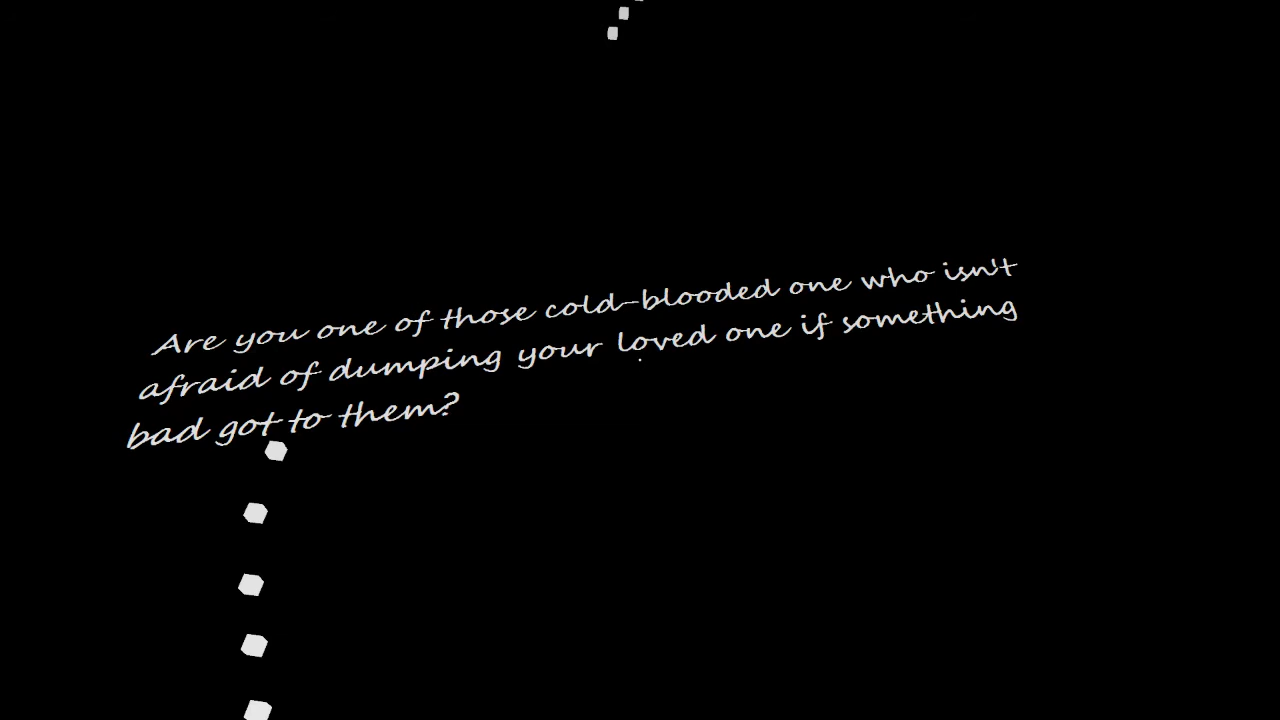 Are you one of those cold-blooded one who isn't
afraid of dumping your loved one if something
bad got to them?